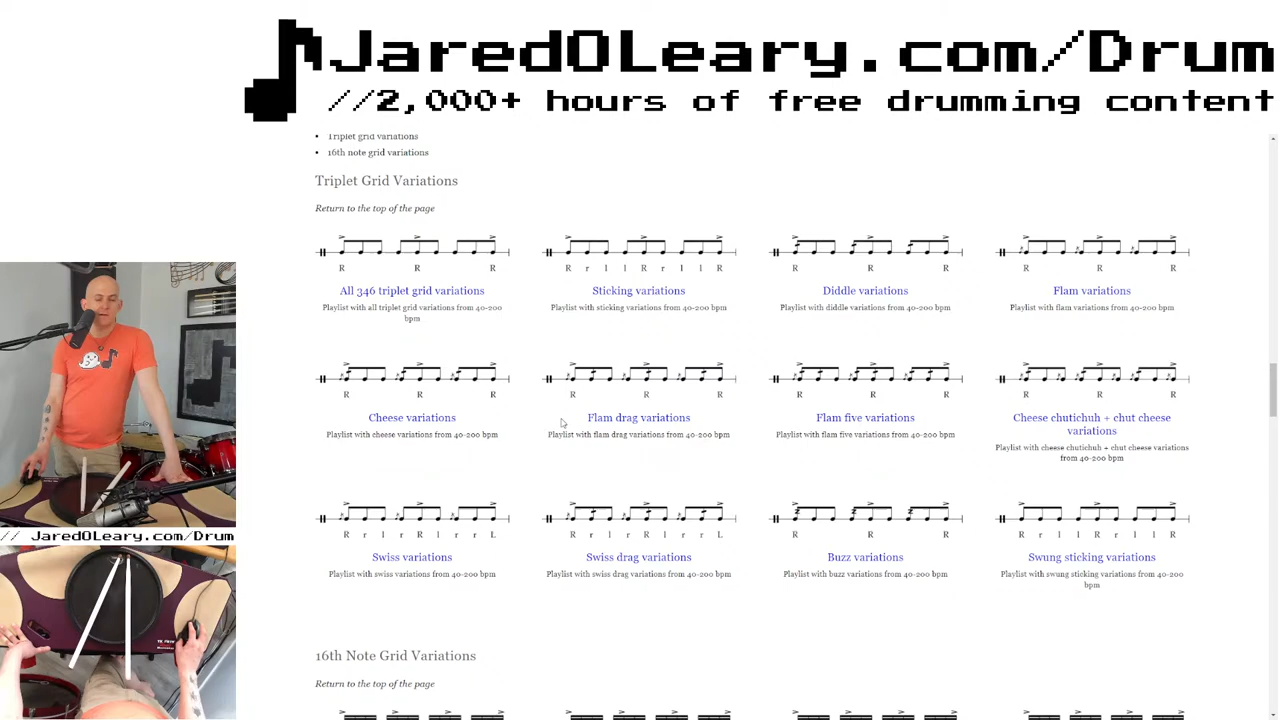 JaredOLeary.com/Drum
//2,000+ hours of free drumming content
Triplet grid variations
16th note grid variations
Triplet Grid Variations
Return to the top of the page
R R R
R r l l R r l l R
R R R
R R R
All 346 triplet grid variations
Sticking variations
Diddle variations
Flam variations
Playlist with all triplet grid variations from 40-200 bpm
Playlist with sticking variations from 40-200 bpm
Playlist with diddle variations from 40-200 bpm
Playlist with flam variations from 40-200 bpm
R R R
R R R
R R R
R R R
Cheese variations
Flam drag variations
Flam five variations
Cheese chutichuh + chut cheese
variations
Playlist with cheese variations from 40-200 bpm
Playlist with flam drag variations from 40-200 bpm
Playlist with flam five variations from 40-200 bpm
Playlist with cheese chutichuh + chut cheese variations
from 40-200 bpm
R r l r R l r r L
R r l r R l r r L
R R R
R r l l R r l l R
Swiss variations
Swiss drag variations
Buzz variations
Swung sticking variations
Playlist with swiss variations from 40-200 bpm
Playlist with swiss drag variations from 40-200 bpm
Playlist with buzz variations from 40-200 bpm
Playlist with swung sticking variations from 40-200
bpm
16th Note Grid Variations
Return to the top of the page
// JaredOLeary.com/Drum